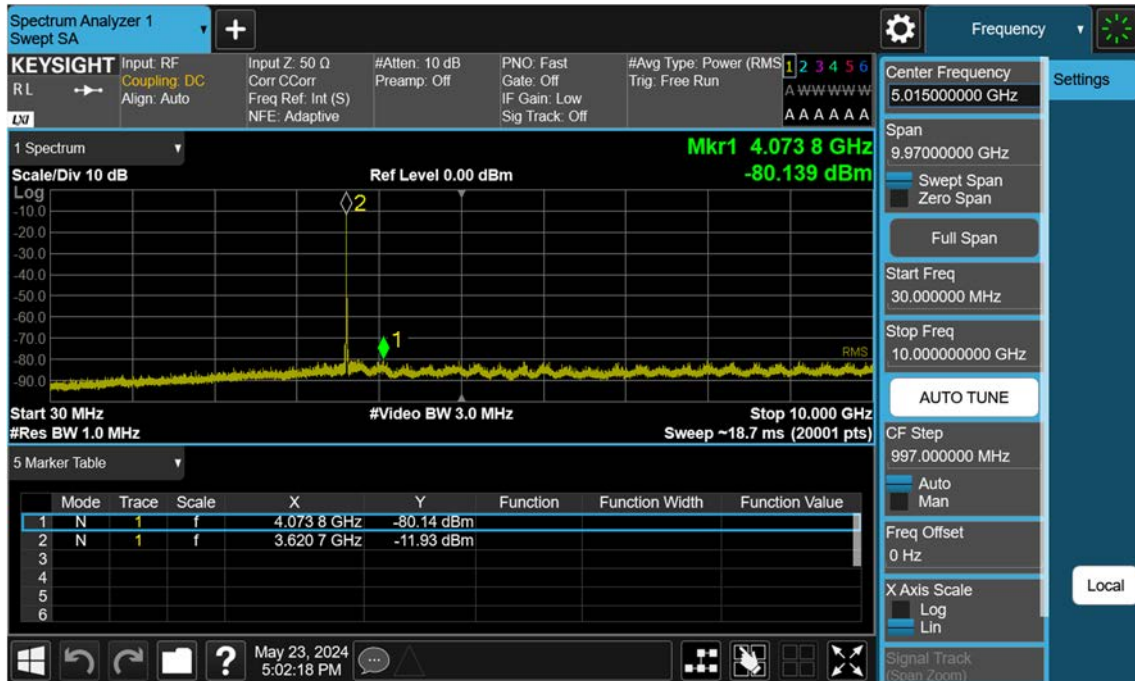 Spectrum Analyzer 1
Swept SA
Frequency
KEYSIGHT
R L
LXI
Input: RF
Coupling: DC
Align: Auto
Input Z: 50 Ω
Corr CCorr
Freq Ref: Int (S)
NFE: Adaptive
#Atten: 10 dB
Preamp: Off
PNO: Fast
Gate: Off
IF Gain: Low
Sig Track: Off
#Avg Type: Power (RMS
Trig: Free Run
1 2 3 4 5 6
A W W W W W
A A A A A A
1 Spectrum
Scale/Div 10 dB
Ref Level 0.00 dBm
Mkr1 4.073 8 GHz
-80.139 dBm
Log
-10.0
-20.0
-30.0
-40.0
-50.0
-60.0
-70.0
-80.0
-90.0
2
1
RMS
Start 30 MHz
#Video BW 3.0 MHz
Stop 10.000 GHz
#Res BW 1.0 MHz
Sweep ~18.7 ms (20001 pts)
5 Marker Table
Mode Trace Scale X Y Function Function Width Function Value
1 N 1 f 4.073 8 GHz -80.14 dBm
2 N 1 f 3.620 7 GHz -11.93 dBm
3
4
5
6
?
May 23, 2024
5:02:18 PM
Center Frequency
5.015000000 GHz
Span
9.97000000 GHz
Swept Span
Zero Span
Full Span
Start Freq
30.000000 MHz
Stop Freq
10.000000000 GHz
AUTO TUNE
CF Step
997.000000 MHz
Auto
Man
Freq Offset
0 Hz
X Axis Scale
Log
Lin
Signal Track
(Span Zoom)
Settings
Local